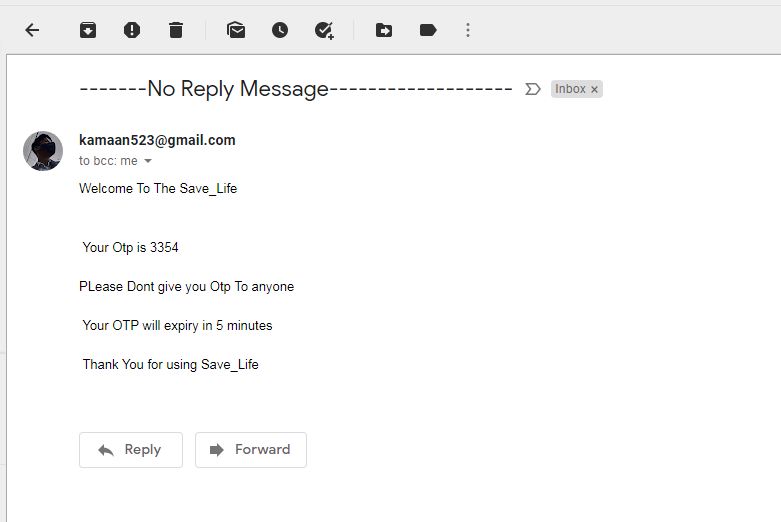 -------No Reply Message-------------------
Inbox ×
kamaan523@gmail.com
to bcc: me
Welcome To The Save_Life
Your Otp is 3354
PLease Dont give you Otp To anyone
Your OTP will expiry in 5 minutes
Thank You for using Save_Life
Reply
Forward